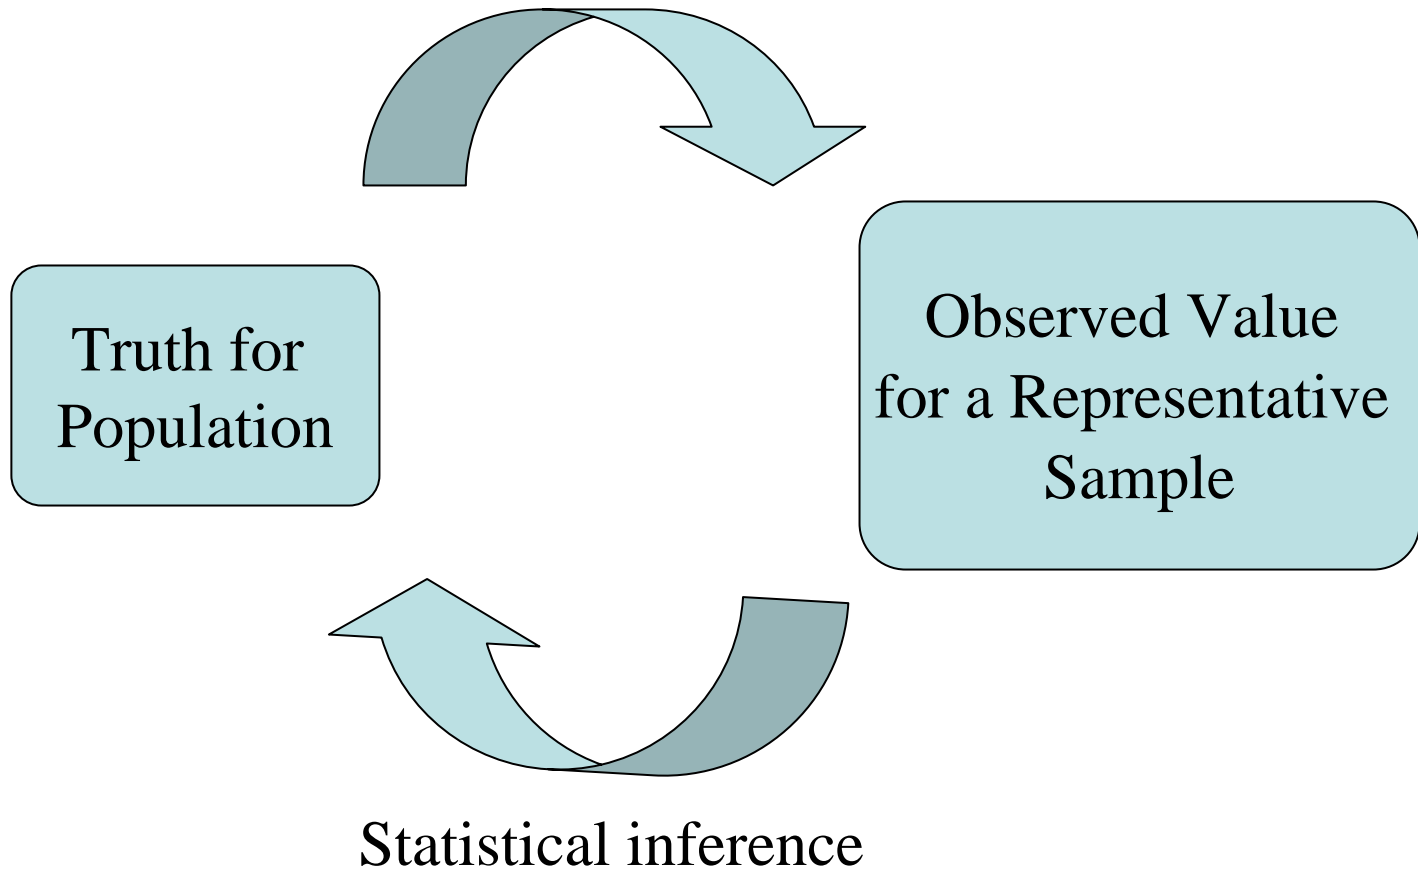 Truth for
Population
Observed Value
for a Representative
Sample
Statistical inference